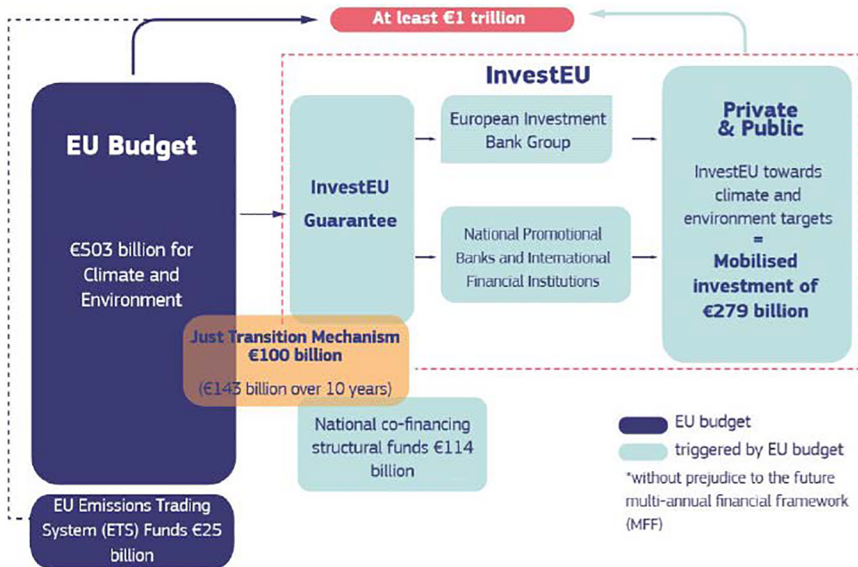 At least €1 trillion
InvestEU
EU Budget
€503 billion for
Climate and
Environment
InvestEU
Guarantee
European Investment
Bank Group
National Promotional
Banks and International
Financial Institutions
Private
& Public
InvestEU towards
climate and
environment targets
=
Mobilised
investment of
€279 billion
Just Transition Mechanism
€100 billion
(€143 billion over 10 years)
National co-financing
structural funds €114
billion
EU Emissions Trading
System (ETS) Funds €25
billion
EU budget
triggered by EU budget
*without prejudice to the future
multi-annual financial framework
(MFF)